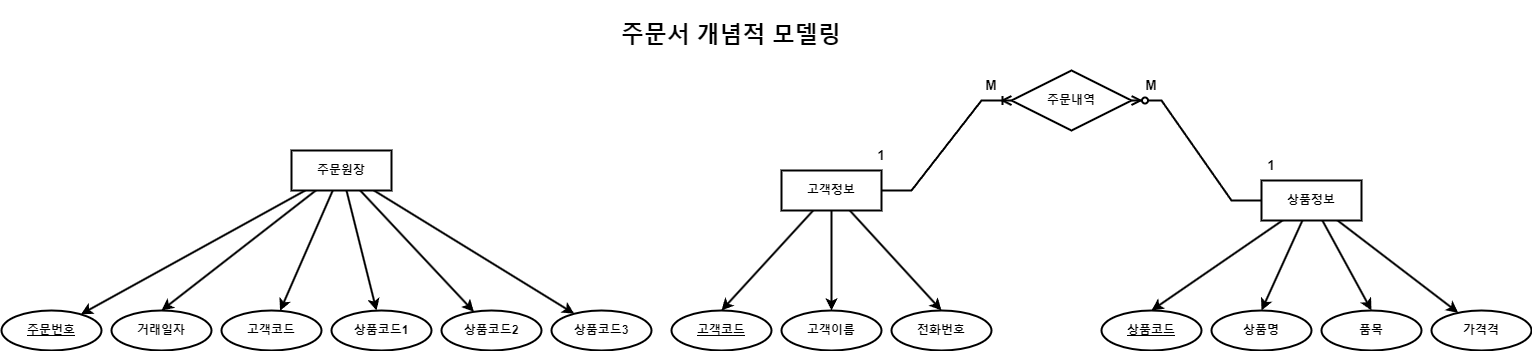 주문서 개념적 모델링
M
주문내역
M
1
1
주문원장
고객정보
상품정보
주문번호
거래일자
고객코드
상품코드1
상품코드2
상품코드3
고객코드
고객이름
전화번호
상품코드
상품명
품목
가격격